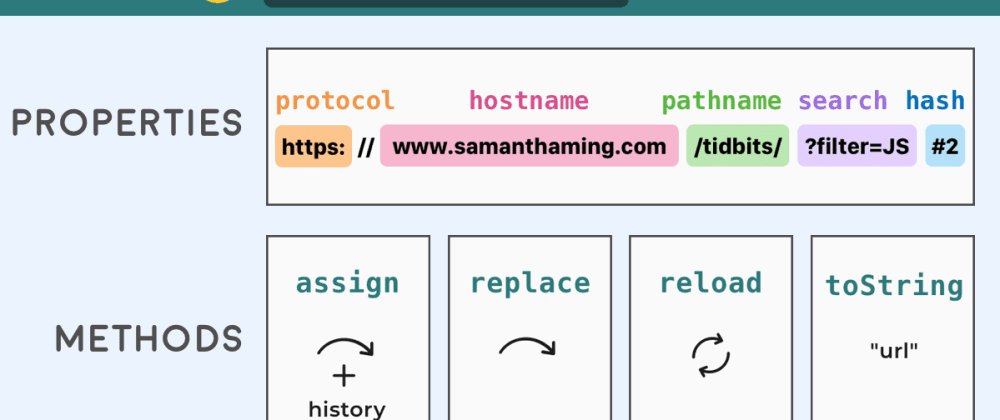 PROPERTIES
protocol hostname pathname search hash
https: // www.samanthaming.com /tidbits/ ?filter=JS #2
METHODS
assign replace reload toString
+ "url"
history